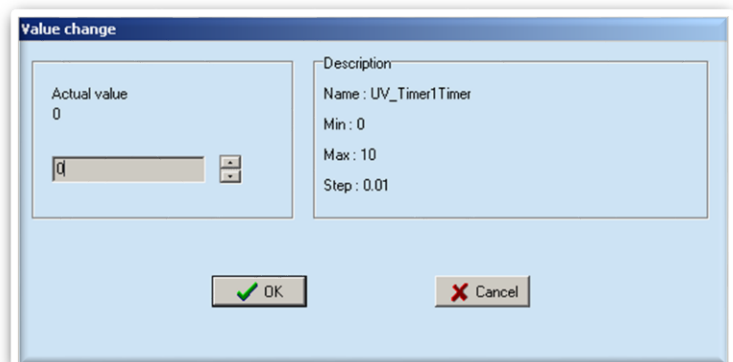 Value change
Actual value
0
0
Description
Name : UV_Timer1Timer
Min : 0
Max : 10
Step : 0.01
OK
Cancel